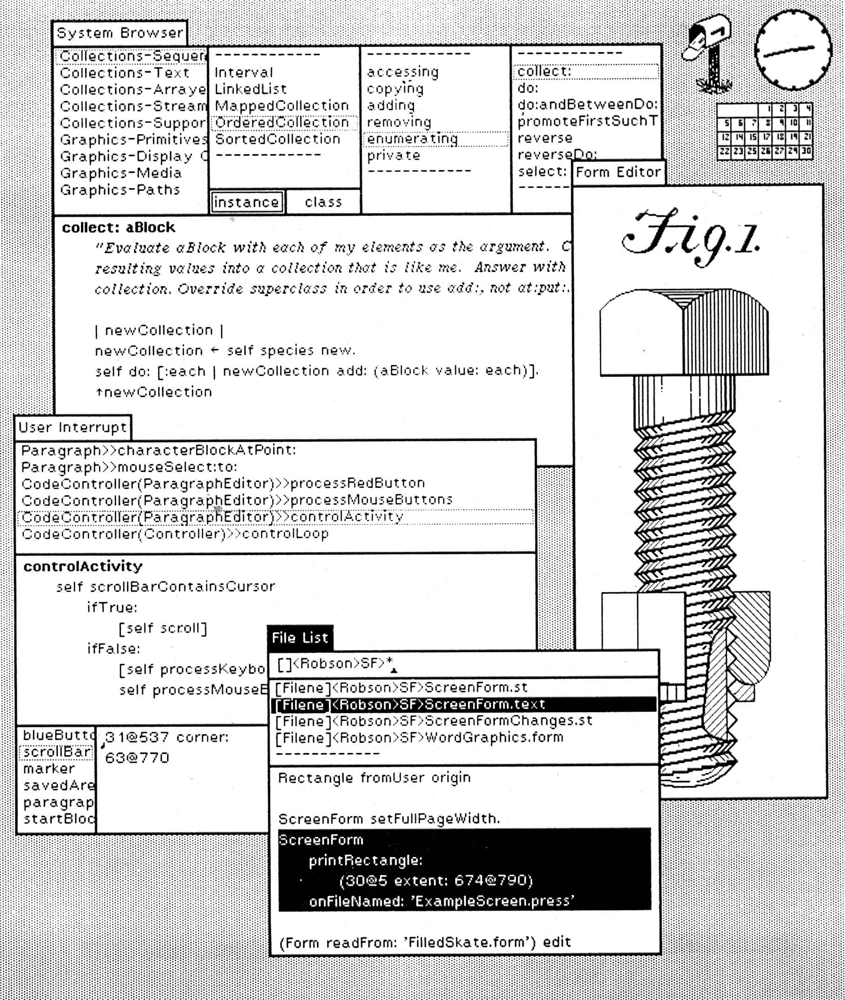 System Browser
Collections-Sequen
Collections-Text
Collections-Arraye
Collections-Stream
Collections-Suppor
Graphics-Primitives
Graphics-Display
Graphics-Media
Graphics-Paths
------------
Interval
LinkedList
MappedCollection
OrderedCollection
SortedCollection
------------
instance class
------------
accessing
copying
adding
removing
enumerating
private
------------
------------
collect:
do:
do:andBetweenDo:
promoteFirstSuchT
reverse
reverseDo:
select:
------
1 2 3 4
5 6 7 8 9 10 11
12 14 15 17 18 19 21
22 23 25 26 27 29 30
collect: aBlock
"Evaluate aBlock with each of my elements as the argument. C
resulting values into a collection that is like me. Answer with
collection. Override superclass in order to use add:, not at:put:.
| newCollection |
newCollection ← self species new.
self do: [:each | newCollection add: (aBlock value: each)].
↑newCollection
Form Editor
Fig.1.
User Interrupt
Paragraph>>characterBlockAtPoint:
Paragraph>>mouseSelect:to:
CodeController(ParagraphEditor)>>processRedButton
CodeController(ParagraphEditor)>>processMouseButtons
CodeController(ParagraphEditor)>>controlActivity
CodeController(Controller)>>controlLoop
controlActivity
self scrollBarContainsCursor
ifTrue:
[self scroll]
ifFalse:
[self processKeybo
self processMouseB
blueButto
scrollBar
marker
savedAre
paragrap
startBloc
31@537 corner:
63@770
File List
[]<Robson>SF>*
[Filene]<Robson>SF>ScreenForm.st
[Filene]<Robson>SF>ScreenForm.text
[Filene]<Robson>SF>ScreenFormChanges.st
[Filene]<Robson>SF>WordGraphics.form
------------
Rectangle fromUser origin
ScreenForm setFullPageWidth.
ScreenForm
printRectangle:
(30@5 extent: 674@790)
onFileNamed: 'ExampleScreen.press'
(Form readFrom: 'FilledSkate.form') edit